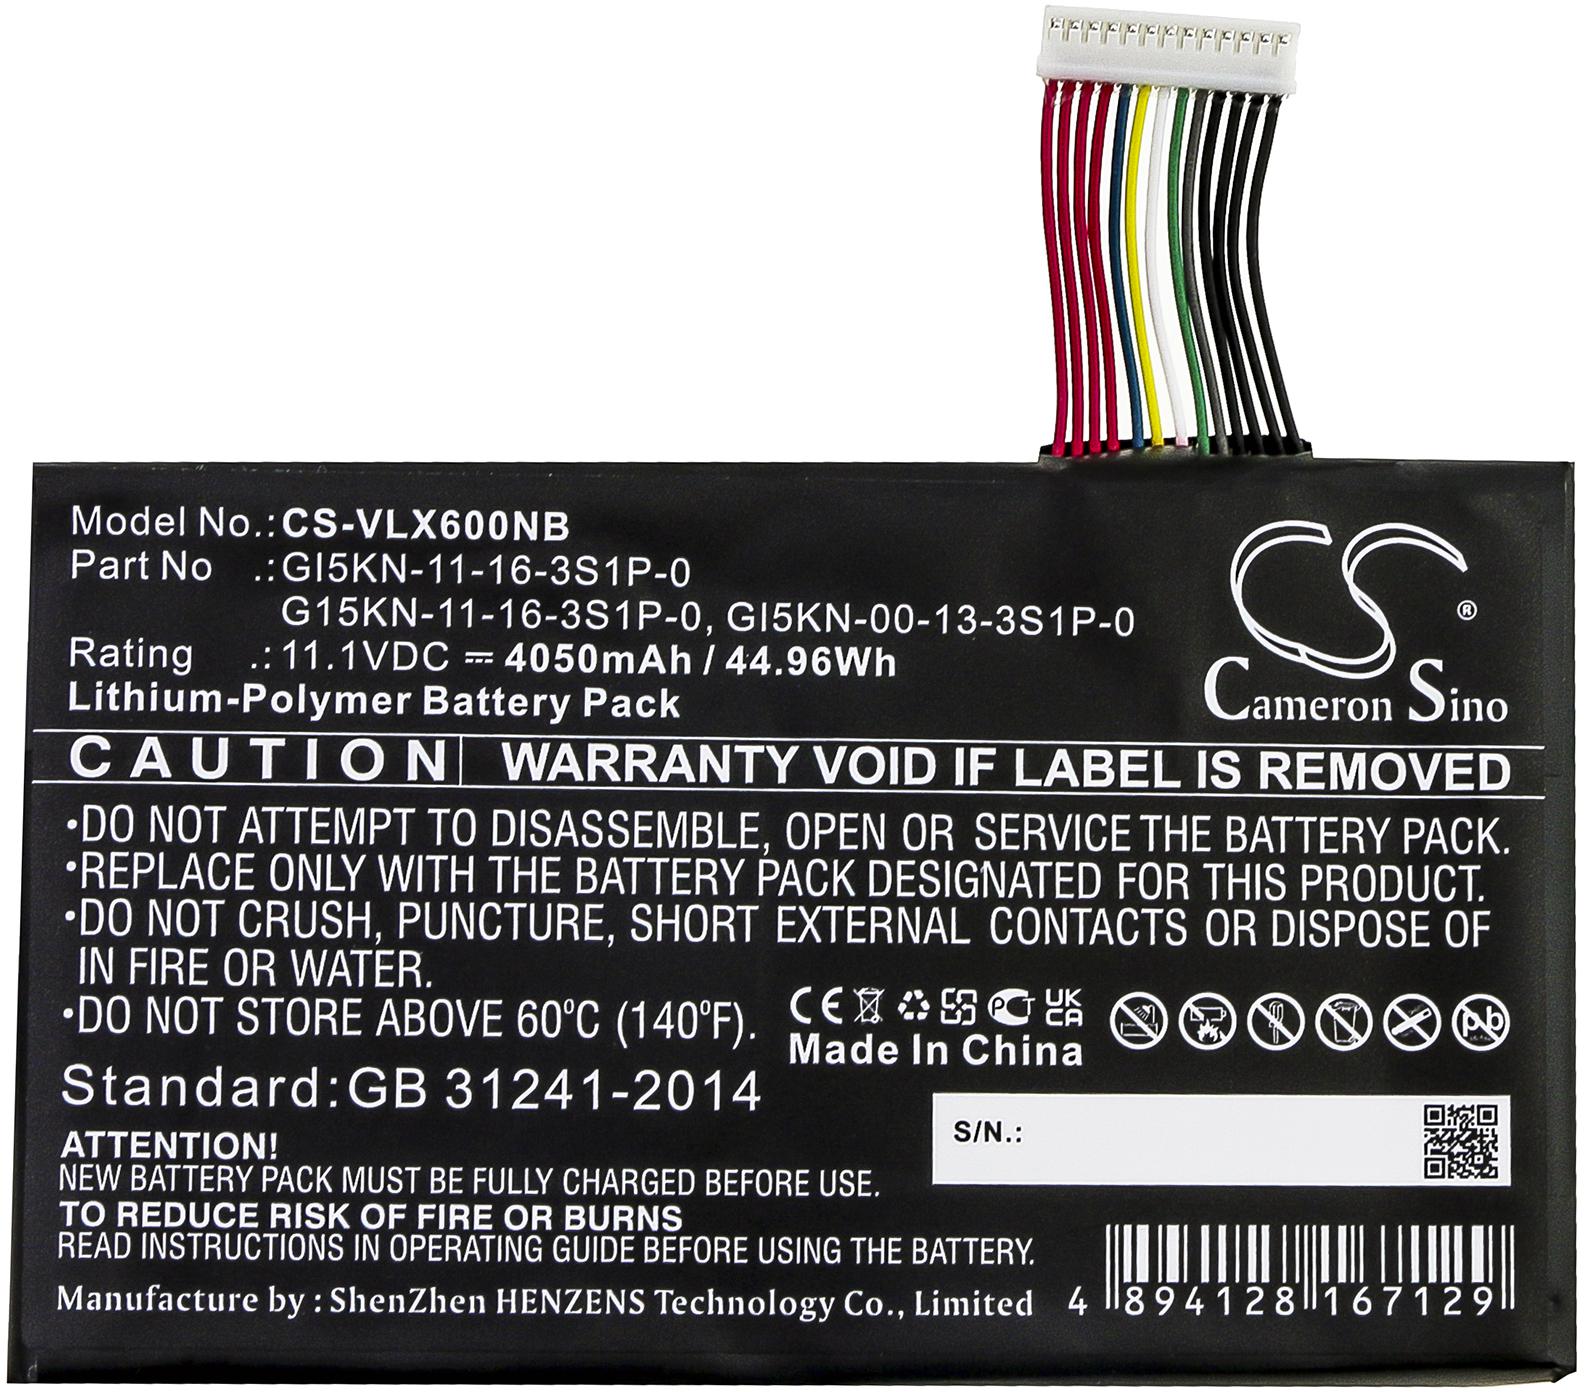 Model No.:CS-VLX600NB
Part No .:GI5KN-11-16-3S1P-0
G15KN-11-16-3S1P-0, GI5KN-00-13-3S1P-0
Rating .:11.1VDC ⎓ 4050mAh / 44.96Wh
Lithium-Polymer Battery Pack
CS ®
Cameron Sino
CAUTION WARRANTY VOID IF LABEL IS REMOVED
•DO NOT ATTEMPT TO DISASSEMBLE, OPEN OR SERVICE THE BATTERY PACK.
•REPLACE ONLY WITH THE BATTERY PACK DESIGNATED FOR THIS PRODUCT.
•DO NOT CRUSH, PUNCTURE, SHORT EXTERNAL CONTACTS OR DISPOSE OF
IN FIRE OR WATER.
•DO NOT STORE ABOVE 60°C (140°F).
CE PCT UK CA Pb
Made In China
Standard:GB 31241-2014
S/N.:
ATTENTION!
NEW BATTERY PACK MUST BE FULLY CHARGED BEFORE USE.
TO REDUCE RISK OF FIRE OR BURNS
READ INSTRUCTIONS IN OPERATING GUIDE BEFORE USING THE BATTERY.
Manufacture by : ShenZhen HENZENS Technology Co., Limited
4 894128 167129